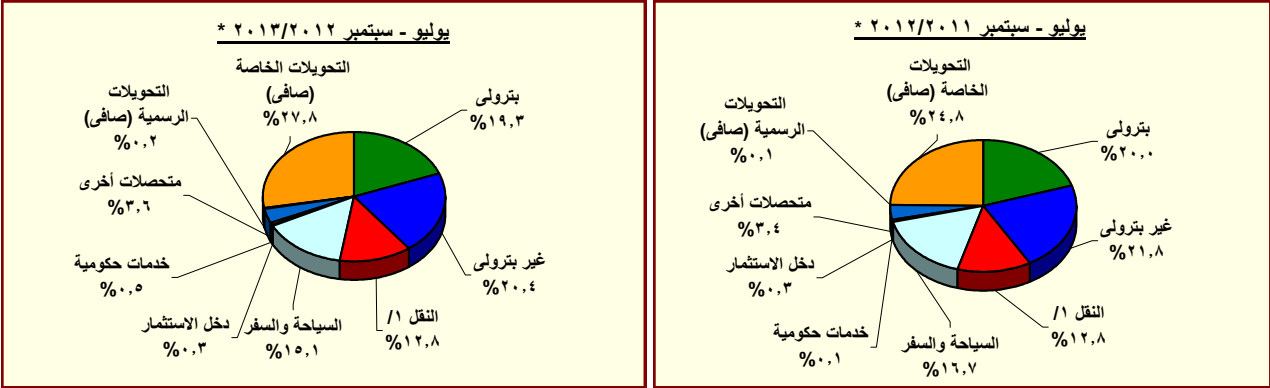 يوليو - سبتمبر ٢٠١٢/٢٠١١ *
التحويلات
الخاصة (صافى)
%٢٤,٨
بترولى
%٢٠,٠
غير بترولى
%٢١,٨
النقل ١/
%١٢,٨
السياحة والسفر
%١٦,٧
خدمات حكومية
%٠,١
دخل الاستثمار
%٠,٣
متحصلات أخرى
%٣,٤
التحويلات
الرسمية (صافى)
%٠,١
يوليو - سبتمبر ٢٠١٣/٢٠١٢ *
التحويلات الخاصة
(صافى)
%٢٧,٨
بترولى
%١٩,٣
غير بترولى
%٢٠,٤
النقل ١/
%١٢,٨
السياحة والسفر
%١٥,١
دخل الاستثمار
%٠,٣
خدمات حكومية
%٠,٥
متحصلات أخرى
%٣,٦
التحويلات
الرسمية (صافى)
%٠,٢